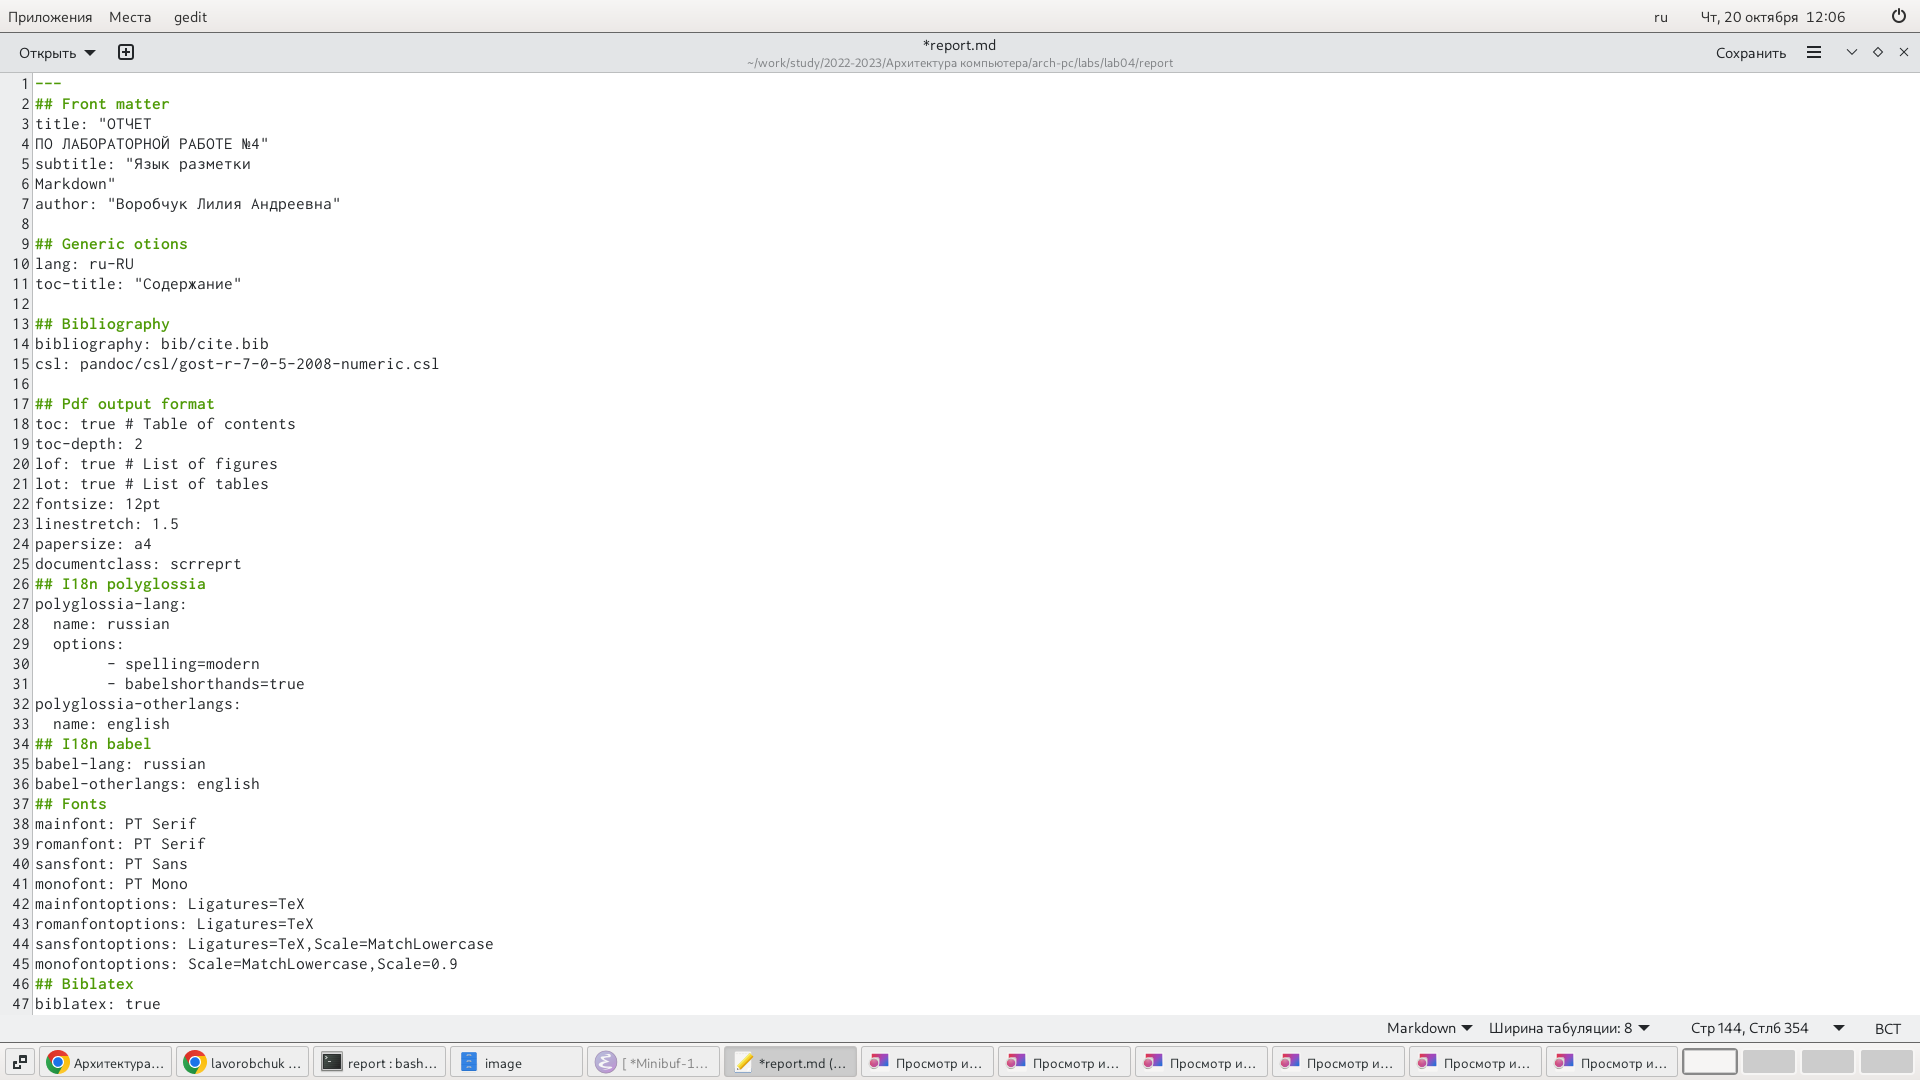 Приложения Места gedit ru Чт, 20 октября 12:06
Открыть *report.md Сохранить
~/work/study/2022-2023/Архитектура компьютера/arch-pc/labs/lab04/report
1 ---
2 ## Front matter
3 title: "ОТЧЕТ
4 ПО ЛАБОРАТОРНОЙ РАБОТЕ №4"
5 subtitle: "Язык разметки
6 Markdown"
7 author: "Воробчук Лилия Андреевна"
8
9 ## Generic otions
10 lang: ru-RU
11 toc-title: "Содержание"
12
13 ## Bibliography
14 bibliography: bib/cite.bib
15 csl: pandoc/csl/gost-r-7-0-5-2008-numeric.csl
16
17 ## Pdf output format
18 toc: true # Table of contents
19 toc-depth: 2
20 lof: true # List of figures
21 lot: true # List of tables
22 fontsize: 12pt
23 linestretch: 1.5
24 papersize: a4
25 documentclass: scrreprt
26 ## I18n polyglossia
27 polyglossia-lang:
28   name: russian
29   options:
30         - spelling=modern
31         - babelshorthands=true
32 polyglossia-otherlangs:
33   name: english
34 ## I18n babel
35 babel-lang: russian
36 babel-otherlangs: english
37 ## Fonts
38 mainfont: PT Serif
39 romanfont: PT Serif
40 sansfont: PT Sans
41 monofont: PT Mono
42 mainfontoptions: Ligatures=TeX
43 romanfontoptions: Ligatures=TeX
44 sansfontoptions: Ligatures=TeX,Scale=MatchLowercase
45 monofontoptions: Scale=MatchLowercase,Scale=0.9
46 ## Biblatex
47 biblatex: true
Markdown Ширина табуляции: 8 Стр 144, Стлб 354 ВСТ
Архитектура... lavorobchuk ... report : bash... image [ *Minibuf-1... *report.md (... Просмотр и... Просмотр и... Просмотр и... Просмотр и... Просмотр и... Просмотр и...